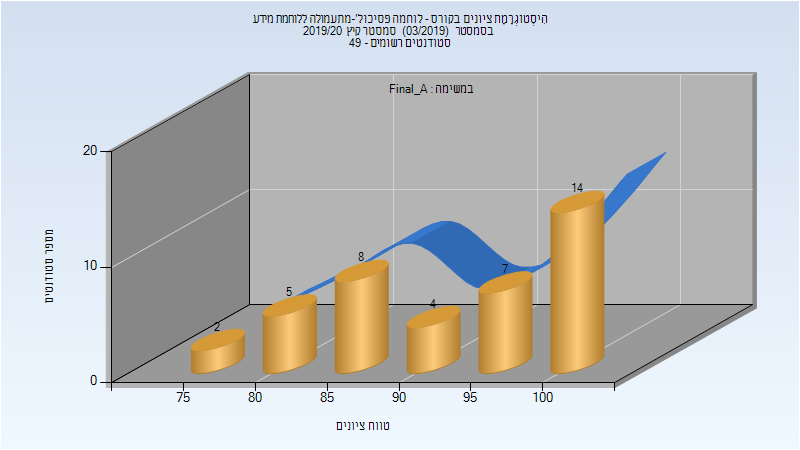 היסטוגרמת ציונים בקורס - לוחמה פסיכול'-מתעמולה ללוחמת מידע
בסמסטר (03/2019) סמסטר קיץ 2019/20
סטודנטים רשומים - 49
במשימה : Final_A
מספר סטודנטים
20
10
0
2
5
8
4
7
14
75
80
85
90
95
100
טווח ציונים